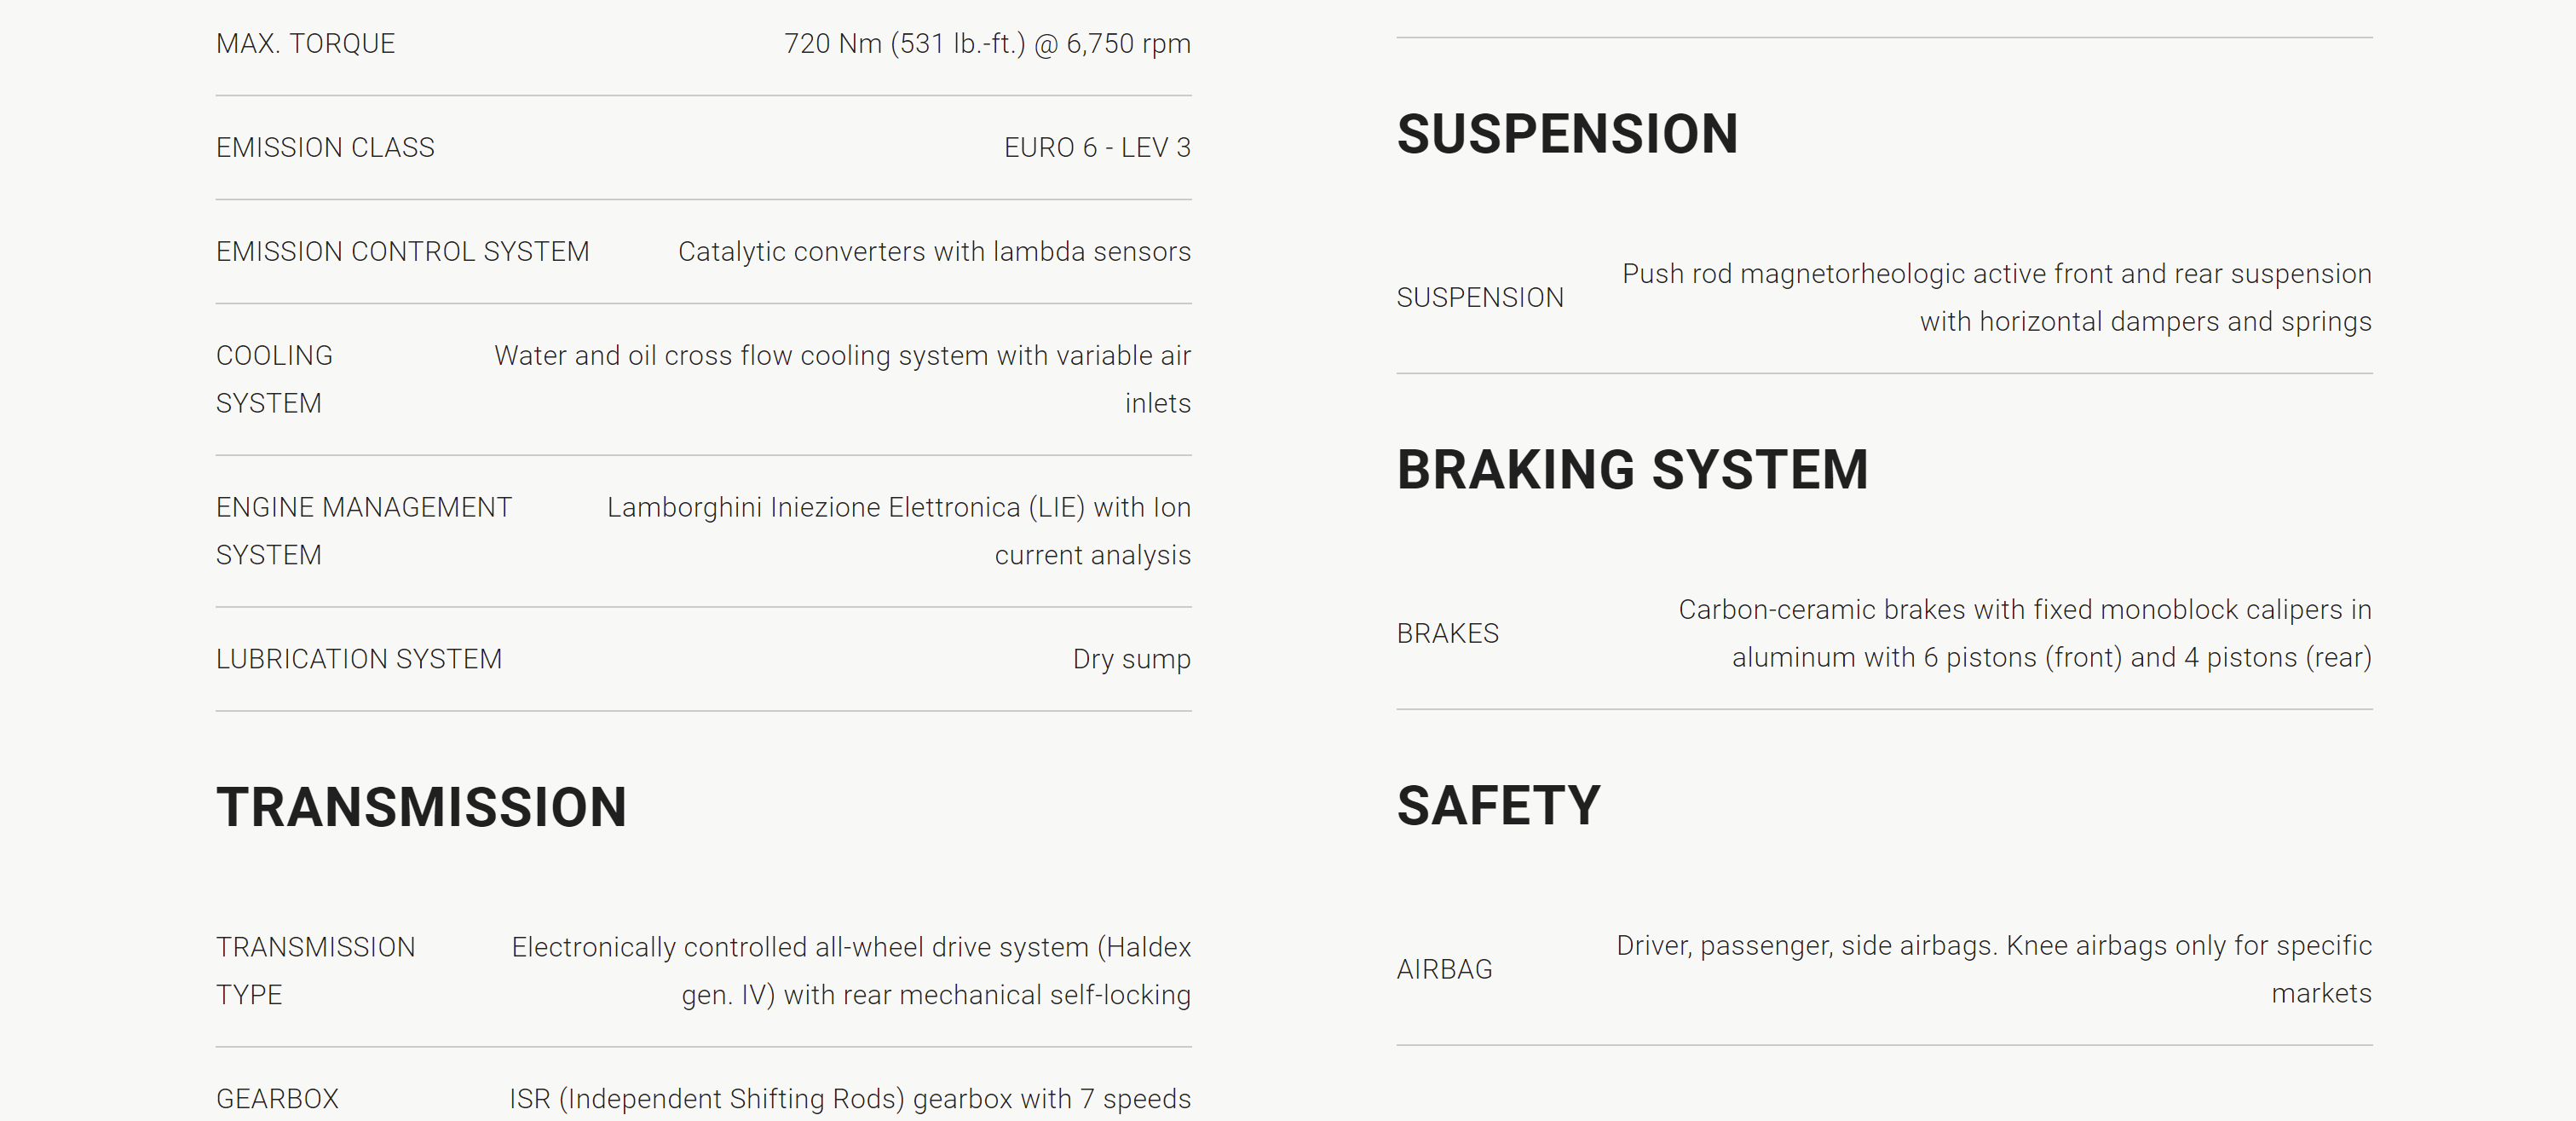 MAX. TORQUE 720 Nm (531 lb.-ft.) @ 6,750 rpm
EMISSION CLASS EURO 6 - LEV 3
EMISSION CONTROL SYSTEM Catalytic converters with lambda sensors
COOLING Water and oil cross flow cooling system with variable air
SYSTEM inlets
ENGINE MANAGEMENT Lamborghini Iniezione Elettronica (LIE) with Ion
SYSTEM current analysis
LUBRICATION SYSTEM Dry sump
TRANSMISSION
TRANSMISSION Electronically controlled all-wheel drive system (Haldex
TYPE gen. IV) with rear mechanical self-locking
GEARBOX ISR (Independent Shifting Rods) gearbox with 7 speeds
SUSPENSION
Push rod magnetorheologic active front and rear suspension
SUSPENSION
with horizontal dampers and springs
BRAKING SYSTEM
Carbon-ceramic brakes with fixed monoblock calipers in
BRAKES
aluminum with 6 pistons (front) and 4 pistons (rear)
SAFETY
Driver, passenger, side airbags. Knee airbags only for specific
AIRBAG
markets